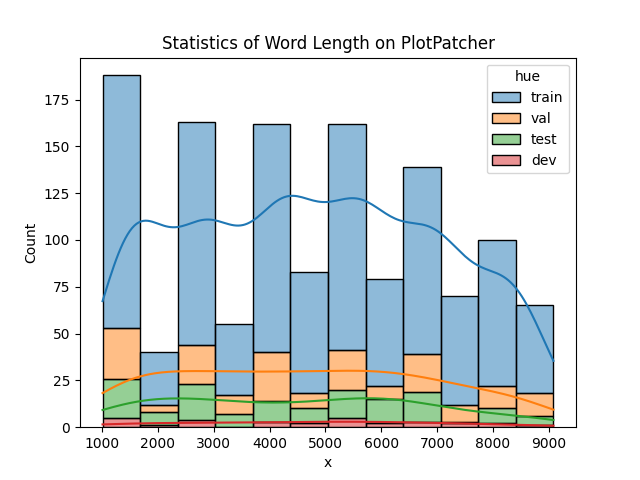 Statistics of Word Length on PlotPatcher
hue
train
val
test
dev
Count
175
150
125
100
75
50
25
0
1000 2000 3000 4000 5000 6000 7000 8000 9000
x